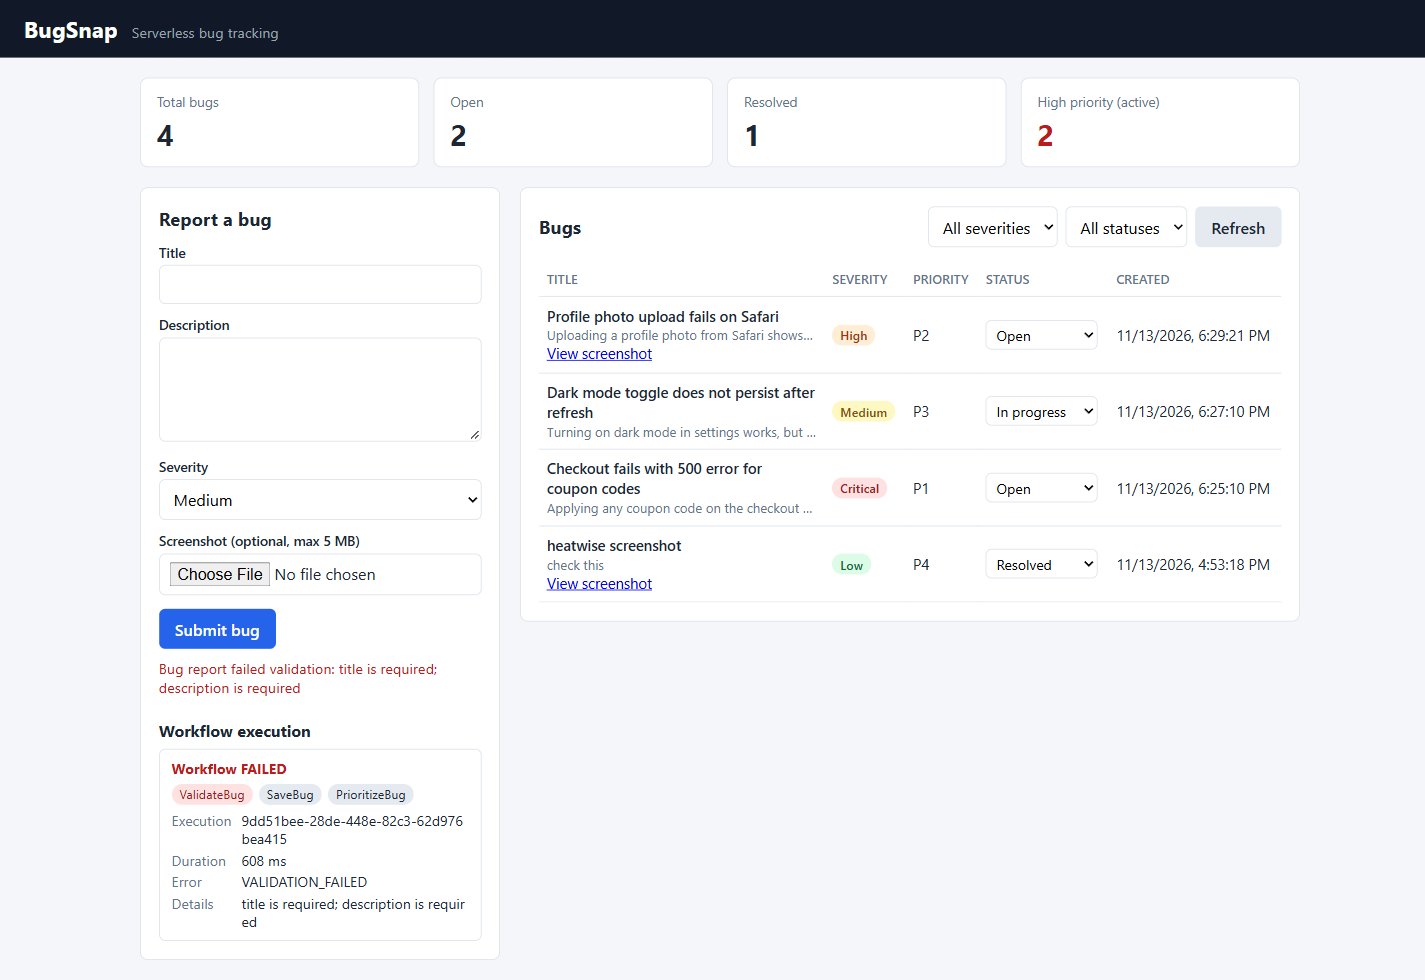 BugSnap Serverless bug tracking
Total bugs
4
Open
2
Resolved
1
High priority (active)
2
Report a bug
Title
Description
Severity
Medium
Screenshot (optional, max 5 MB)
Choose File No file chosen
Submit bug
Bug report failed validation: title is required;
description is required
Workflow execution
Workflow FAILED
ValidateBug SaveBug PrioritizeBug
Execution 9dd51bee-28de-448e-82c3-62d976
bea415
Duration 608 ms
Error VALIDATION_FAILED
Details title is required; description is requir
ed
Bugs All severities All statuses Refresh
TITLE SEVERITY PRIORITY STATUS CREATED
Profile photo upload fails on Safari
Uploading a profile photo from Safari shows...
View screenshot
High P2 Open 11/13/2026, 6:29:21 PM
Dark mode toggle does not persist after
refresh
Turning on dark mode in settings works, but ...
Medium P3 In progress 11/13/2026, 6:27:10 PM
Checkout fails with 500 error for
coupon codes
Applying any coupon code on the checkout ...
Critical P1 Open 11/13/2026, 6:25:10 PM
heatwise screenshot
check this
View screenshot
Low P4 Resolved 11/13/2026, 4:53:18 PM